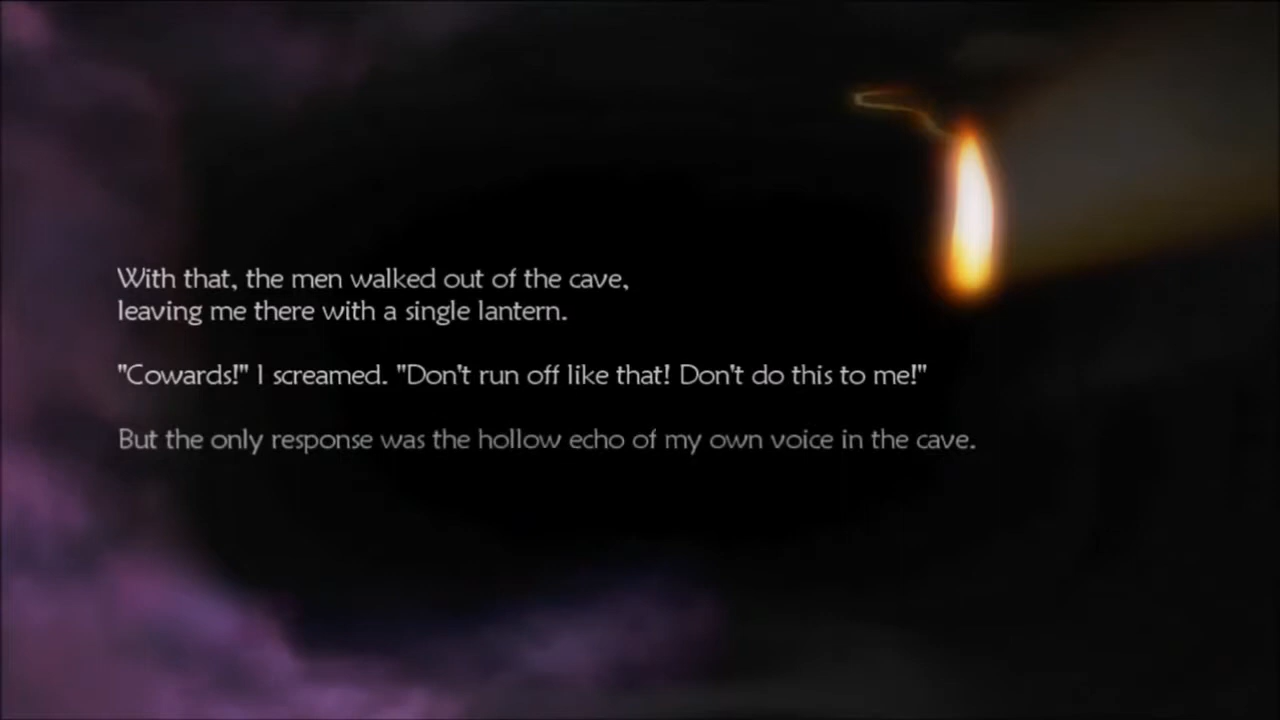 With that, the men walked out of the cave,
leaving me there with a single lantern.
"Cowards!" I screamed. "Don't run off like that! Don't do this to me!"
But the only response was the hollow echo of my own voice in the cave.